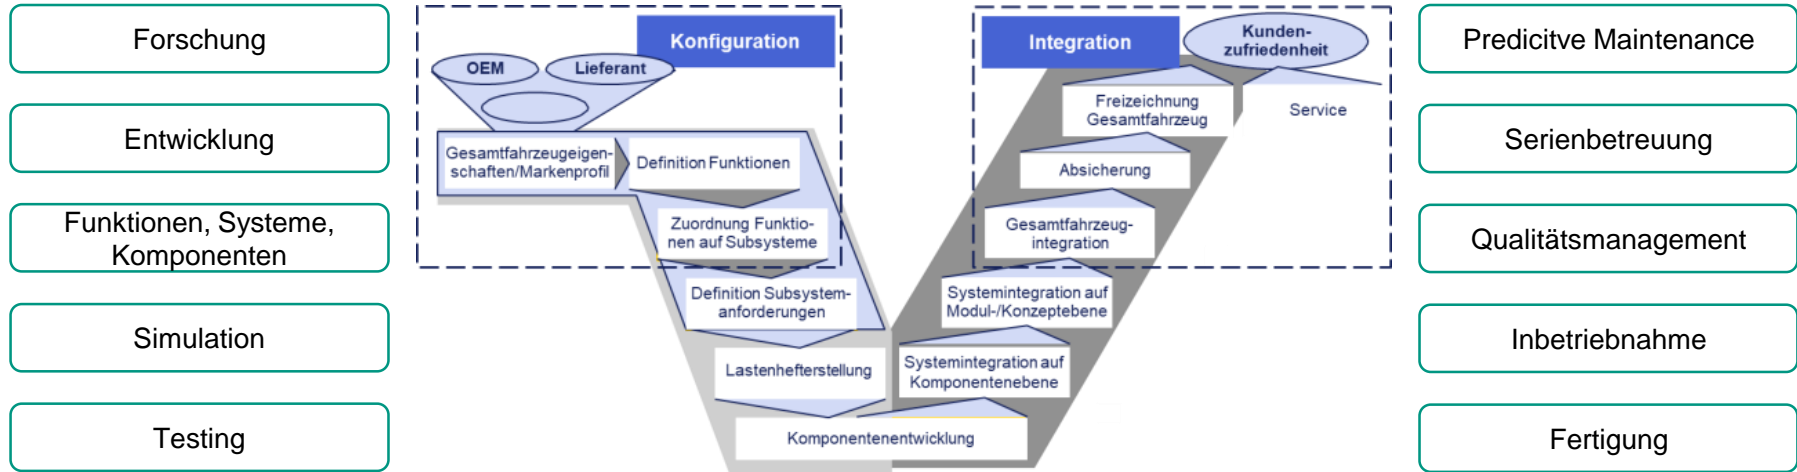 Forschung
Entwicklung
Funktionen, Systeme,
Komponenten
Simulation
Testing
Konfiguration
OEM
Lieferant
Gesamtfahrzeugeigen-
schaften/Markenprofil
Definition Funktionen
Zuordnung Funktio-
nen auf Subsysteme
Definition Subsystem-
anforderungen
Lastenhefterstellung
Komponentenentwicklung
Systemintegration auf
Komponentenebene
Systemintegration auf
Modul-/Konzeptebene
Gesamtfahrzeug-
integration
Absicherung
Freizeichnung
Gesamtfahrzeug
Service
Integration
Kunden-
zufriedenheit
Predicitve Maintenance
Serienbetreuung
Qualitätsmanagement
Inbetriebnahme
Fertigung